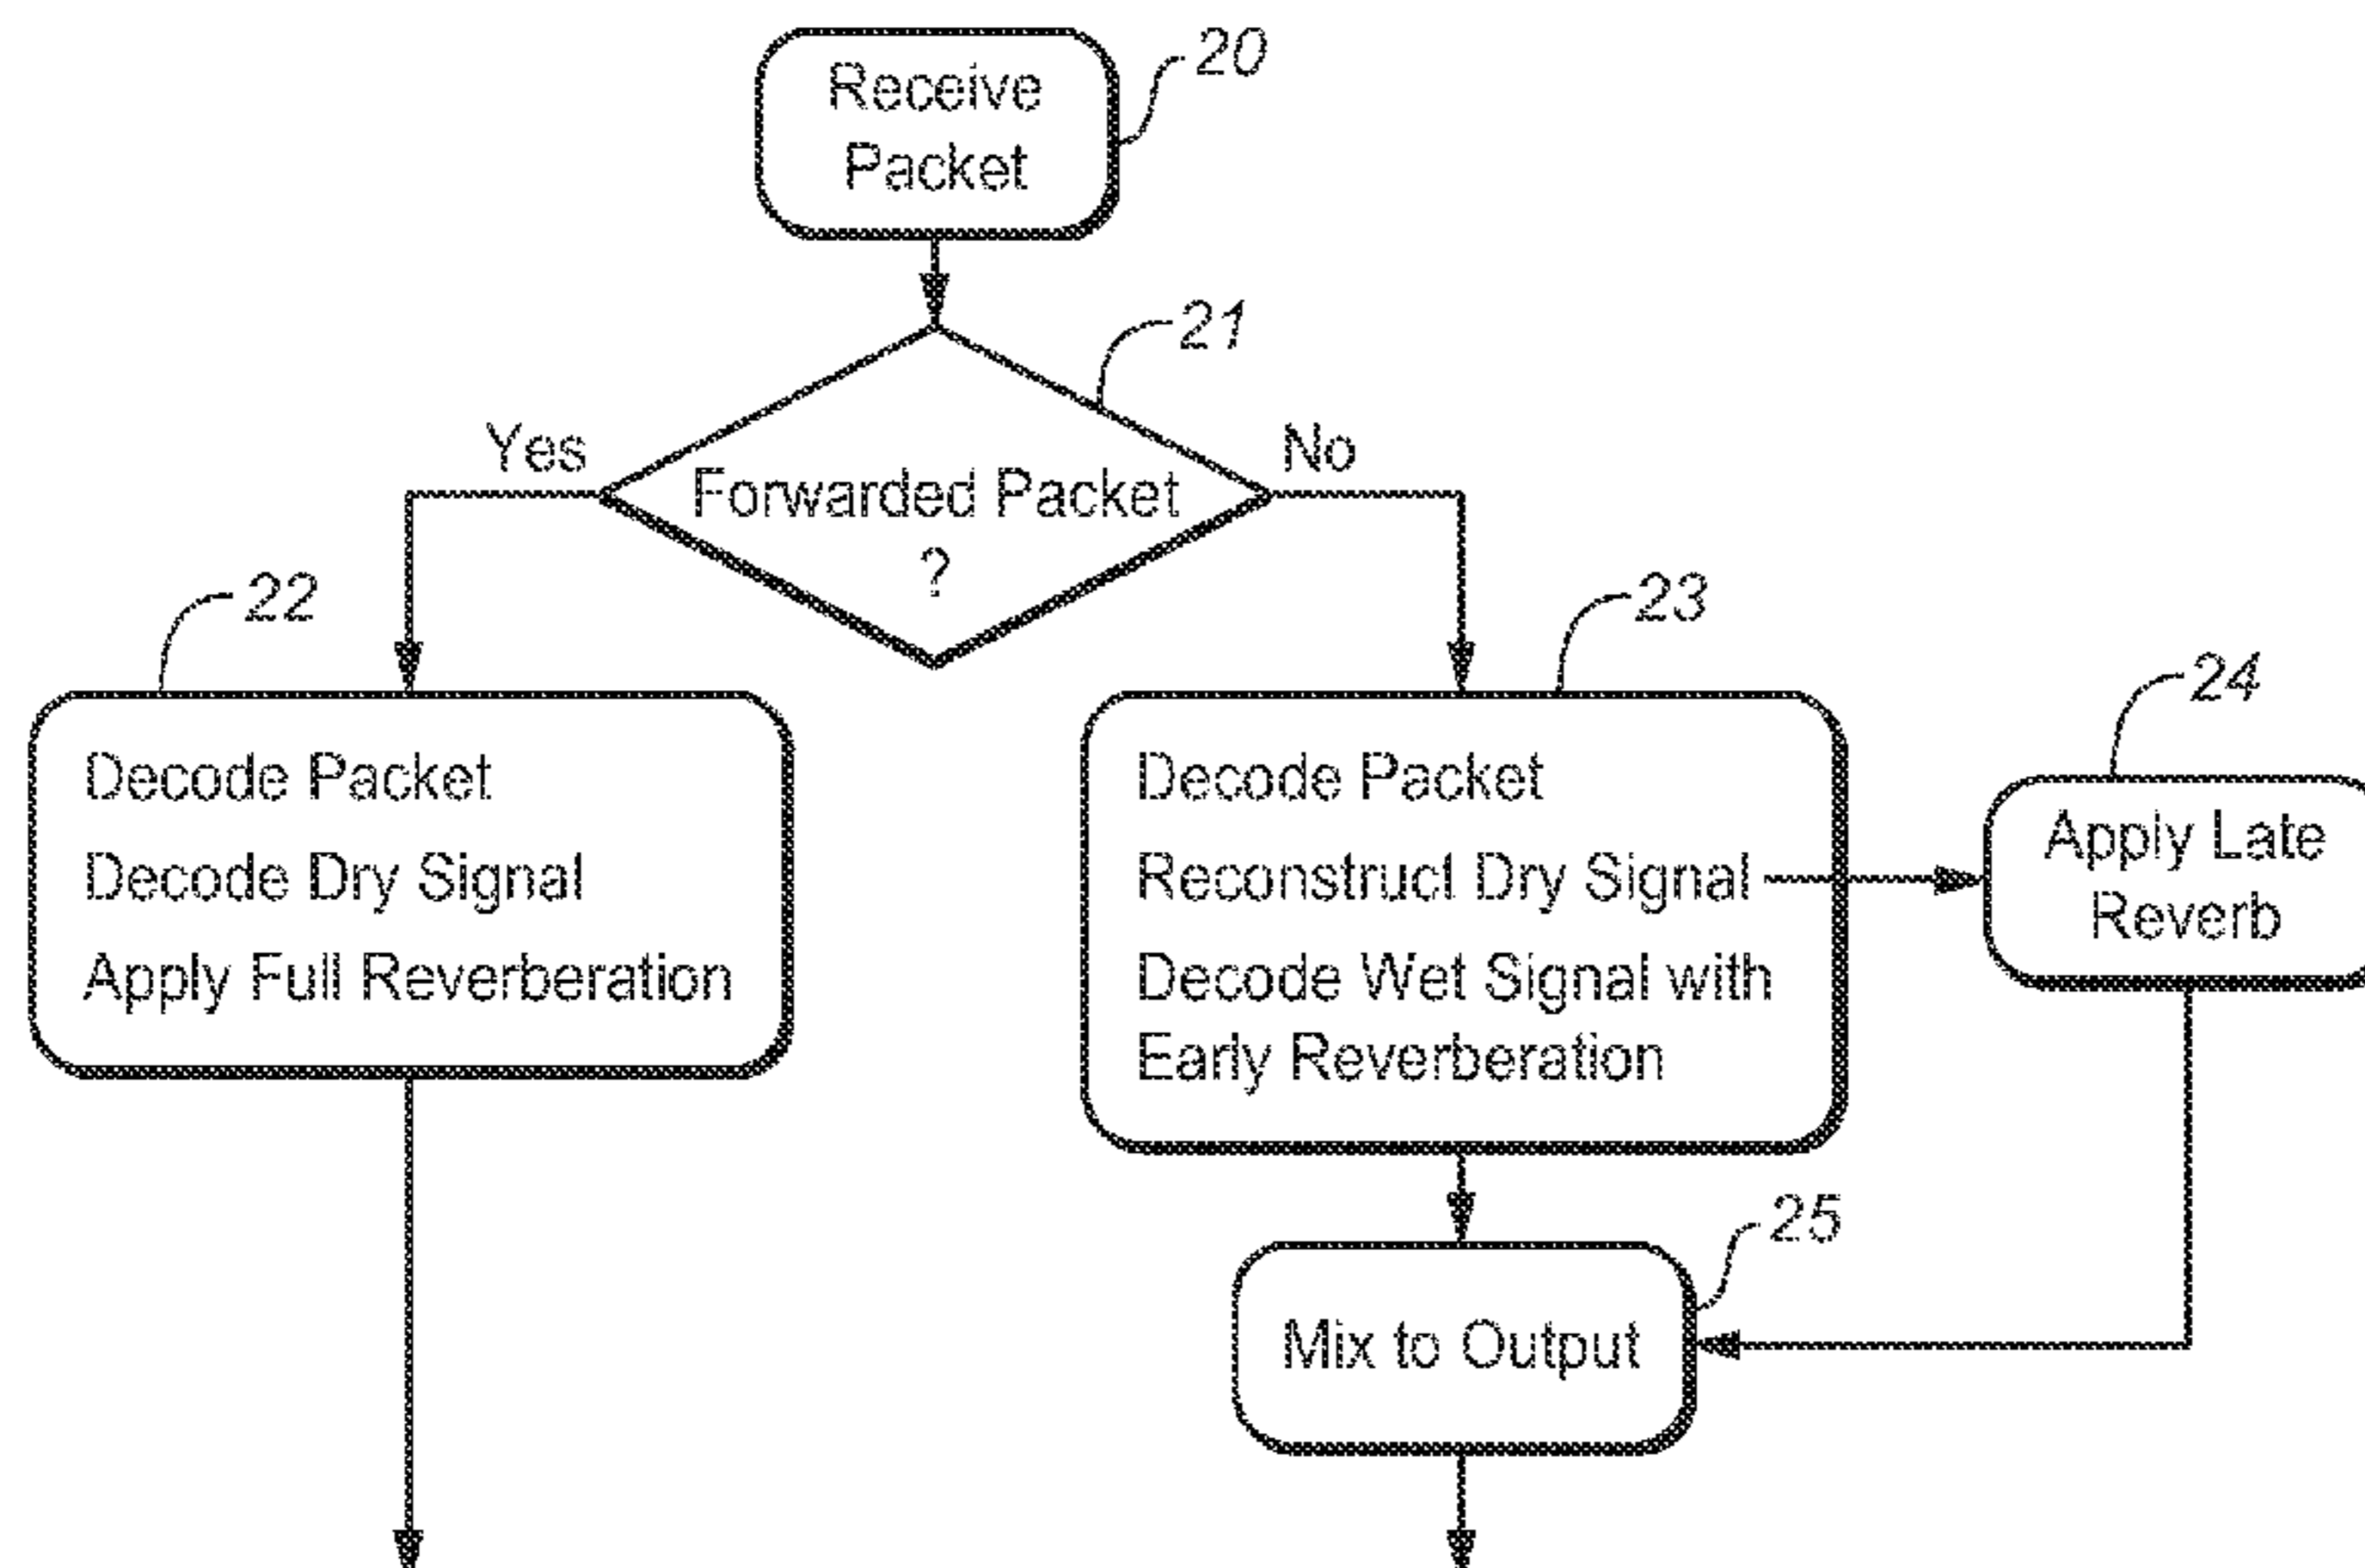 Receive
Packet
20
21
Yes
No
Forwarded Packet
?
22
Decode Packet
Decode Dry Signal
Apply Full Reverberation
23
Decode Packet
Reconstruct Dry Signal
Decode Wet Signal with
Early Reverberation
24
Apply Late
Reverb
25
Mix to Output